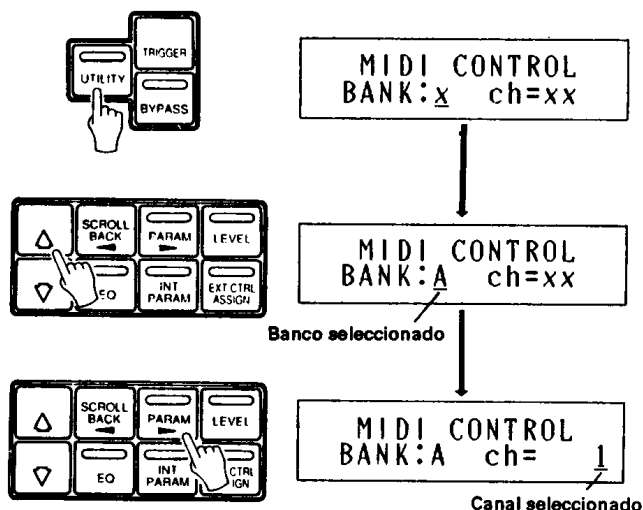 TRIGGER
UTILITY
BYPASS
MIDI CONTROL
BANK:x ch=xx
SCROLL BACK
PARAM
LEVEL
EQ
INT PARAM
EXT CTRL ASSIGN
MIDI CONTROL
BANK:A ch=xx
Banco seleccionado
SCROLL BACK
PARAM
LEVEL
EQ
INT PARAM
CTRL IGN
MIDI CONTROL
BANK:A ch= 1
Canal seleccionado